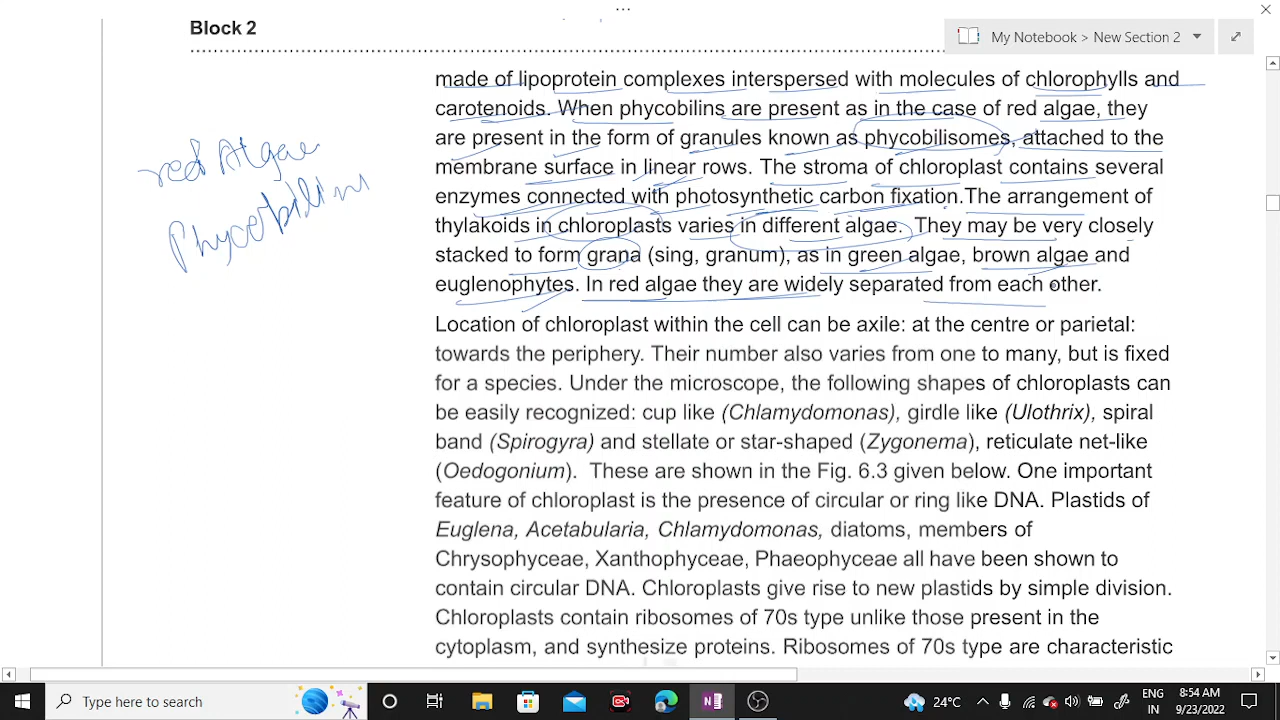 Block 2
My Notebook > New Section 2
made of lipoprotein complexes interspersed with molecules of chlorophylls and
carotenoids. When phycobilins are present as in the case of red algae, they
are present in the form of granules known as phycobilisomes, attached to the
membrane surface in linear rows. The stroma of chloroplast contains several
enzymes connected with photosynthetic carbon fixation.The arrangement of
thylakoids in chloroplasts varies in different algae. They may be very closely
stacked to form grana (sing, granum), as in green algae, brown algae and
euglenophytes. In red algae they are widely separated from each other.
red Algae
Phycobilins
Location of chloroplast within the cell can be axile: at the centre or parietal:
towards the periphery. Their number also varies from one to many, but is fixed
for a species. Under the microscope, the following shapes of chloroplasts can
be easily recognized: cup like (Chlamydomonas), girdle like (Ulothrix), spiral
band (Spirogyra) and stellate or star-shaped (Zygonema), reticulate net-like
(Oedogonium). These are shown in the Fig. 6.3 given below. One important
feature of chloroplast is the presence of circular or ring like DNA. Plastids of
Euglena, Acetabularia, Chlamydomonas, diatoms, members of
Chrysophyceae, Xanthophyceae, Phaeophyceae all have been shown to
contain circular DNA. Chloroplasts give rise to new plastids by simple division.
Chloroplasts contain ribosomes of 70s type unlike those present in the
cytoplasm, and synthesize proteins. Ribosomes of 70s type are characteristic
Type here to search
24°C
ENG
IN
8:54 AM
9/23/2022